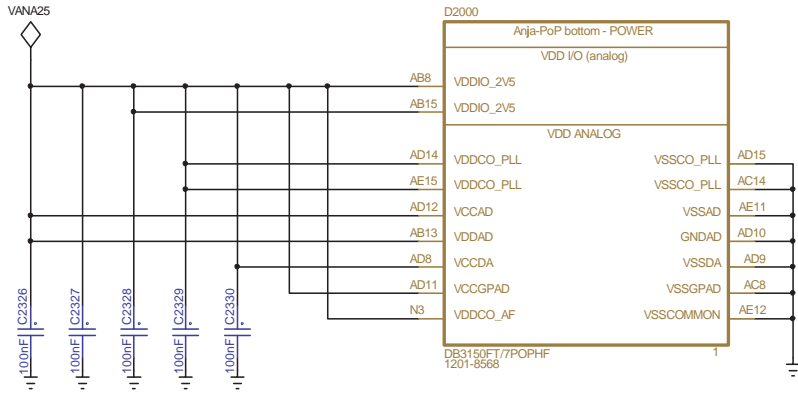 VANA25
D2000
Anja-PoP bottom - POWER
VDD I/O (analog)
AB8 VDDIO_2V5
AB15 VDDIO_2V5
VDD ANALOG
AD14 VDDCO_PLL VSSCO_PLL AD15
AE15 VDDCO_PLL VSSCO_PLL AC14
AD12 VCCAD VSSAD AE11
AB13 VDDAD GNDAD AD10
AD8 VCCDA VSSDA AD9
AD11 VCCGPAD VSSGPAD AC8
N3 VDDCO_AF VSSCOMMON AE12
C2326 C2327 C2328 C2329 C2330
100nF 100nF 100nF 100nF 100nF
DB3150FT/7POPHF 1
1201-8568